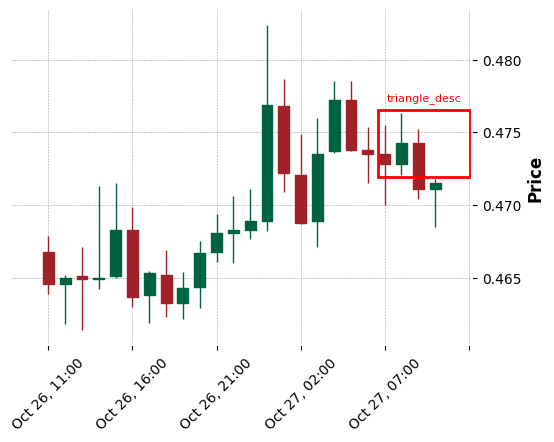 triangle_desc
0.480
0.475
0.470
0.465
Price
Oct 26, 11:00
Oct 26, 16:00
Oct 26, 21:00
Oct 27, 02:00
Oct 27, 07:00